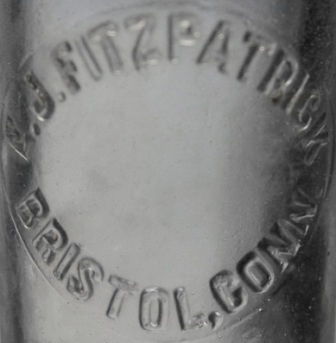 J. FITZPATRICK
BRISTOL, CONN